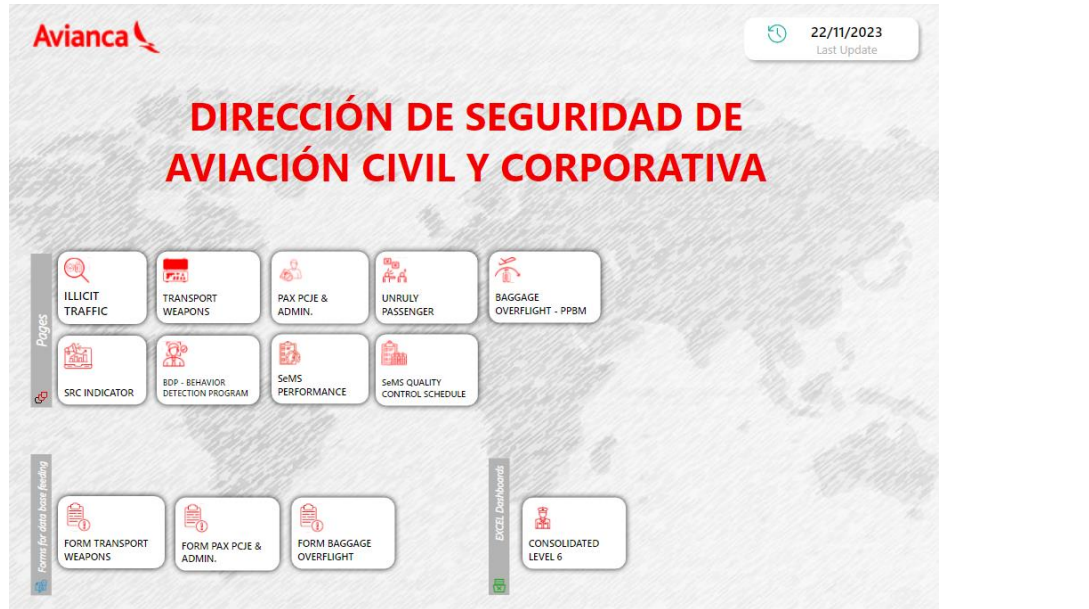 Avianca
22/11/2023
Last Update
DIRECCIÓN DE SEGURIDAD DE
AVIACIÓN CIVIL Y CORPORATIVA
Pages
ILLICIT
TRAFFIC
TRANSPORT
WEAPONS
PAX PCJE &
ADMIN.
UNRULY
PASSENGER
BAGGAGE
OVERFLIGHT - PPBM
SRC INDICATOR
BDP - BEHAVIOR
DETECTION PROGRAM
SeMS
PERFORMANCE
SeMS QUALITY
CONTROL SCHEDULE
Forms for data base feeding
FORM TRANSPORT
WEAPONS
FORM PAX PCJE &
ADMIN.
FORM BAGGAGE
OVERFLIGHT
EXCEL Dashboards
CONSOLIDATED
LEVEL 6